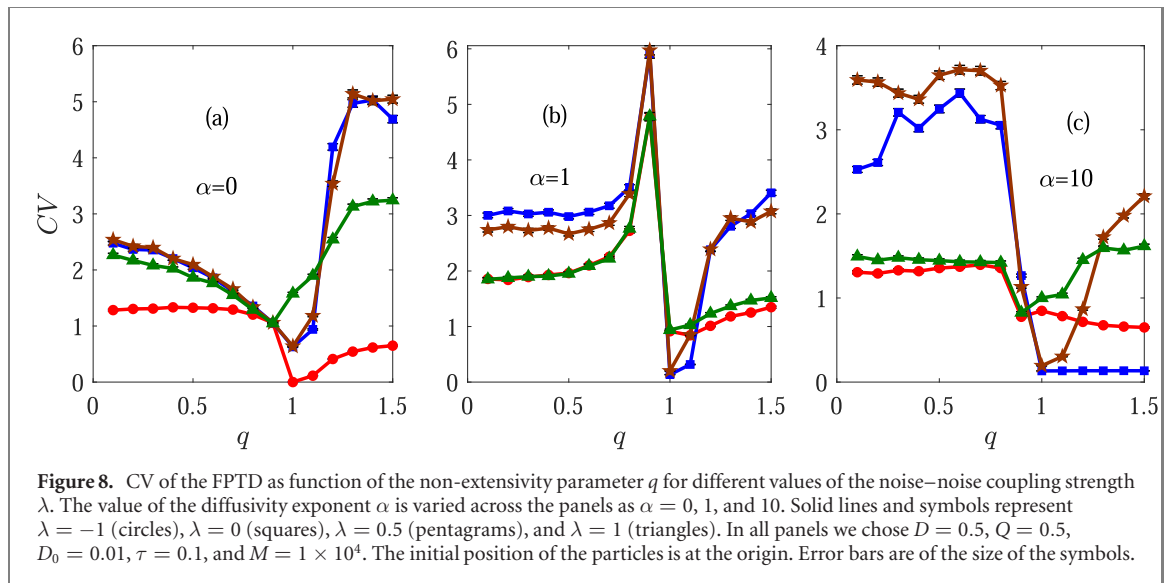 6
5
4
3
2
1
0
CV
(a)
α=0
0
0.5
1
1.5
q
6
5
4
3
2
1
0
(b)
α=1
0
0.5
1
1.5
q
4
3
2
1
0
(c)
α=10
0
0.5
1
1.5
q
Figure 8. CV of the FPTD as function of the non-extensivity parameter q for different values of the noise–noise coupling strength
λ. The value of the diffusivity exponent α is varied across the panels as α = 0, 1, and 10. Solid lines and symbols represent
λ = −1 (circles), λ = 0 (squares), λ = 0.5 (pentagrams), and λ = 1 (triangles). In all panels we chose D = 0.5, Q = 0.5,
D₀ = 0.01, τ = 0.1, and M = 1 × 10⁴. The initial position of the particles is at the origin. Error bars are of the size of the symbols.